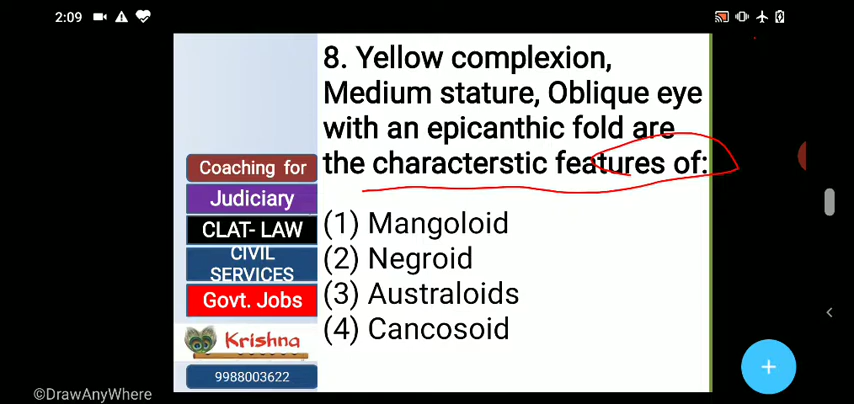 2:09
8. Yellow complexion,
Medium stature, Oblique eye
with an epicanthic fold are
the characterstic features of:
(1) Mangoloid
(2) Negroid
(3) Australoids
(4) Cancosoid
Coaching for
Judiciary
CLAT- LAW
CIVIL
SERVICES
Govt. Jobs
Krishna
9988003622
©DrawAnyWhere